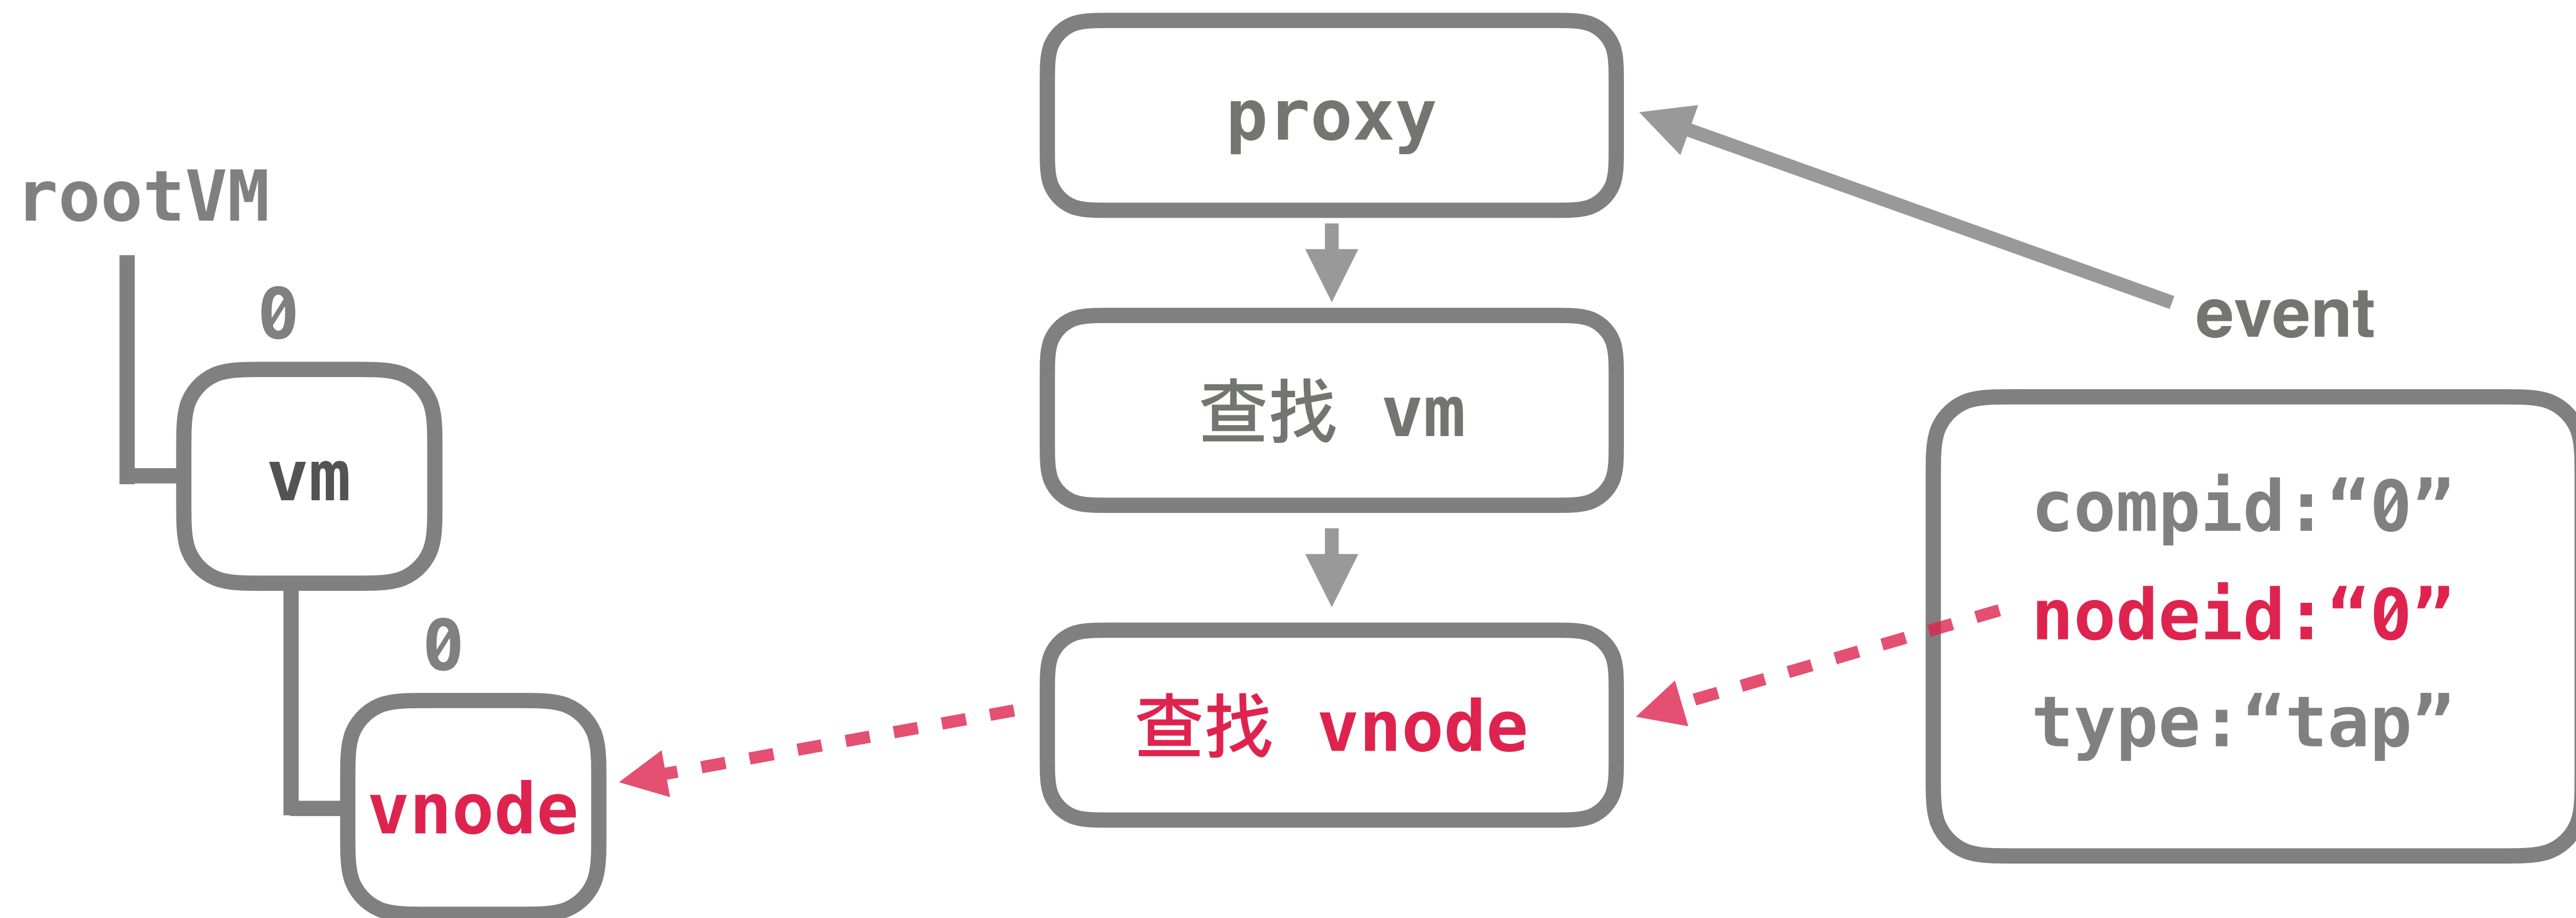 rootVM
0
vm
0
vnode
proxy
查找 vm
查找 vnode
event
compid:“0”
nodeid:“0”
type:“tap”